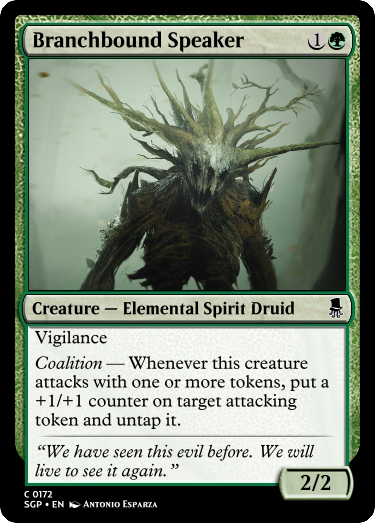 Branchbound Speaker 1
Creature — Elemental Spirit Druid
Vigilance
Coalition — Whenever this creature
attacks with one or more tokens, put a
+1/+1 counter on target attacking
token and untap it.
“We have seen this evil before. We will
live to see it again.”
2/2
C 0172
SGP • EN Antonio Esparza